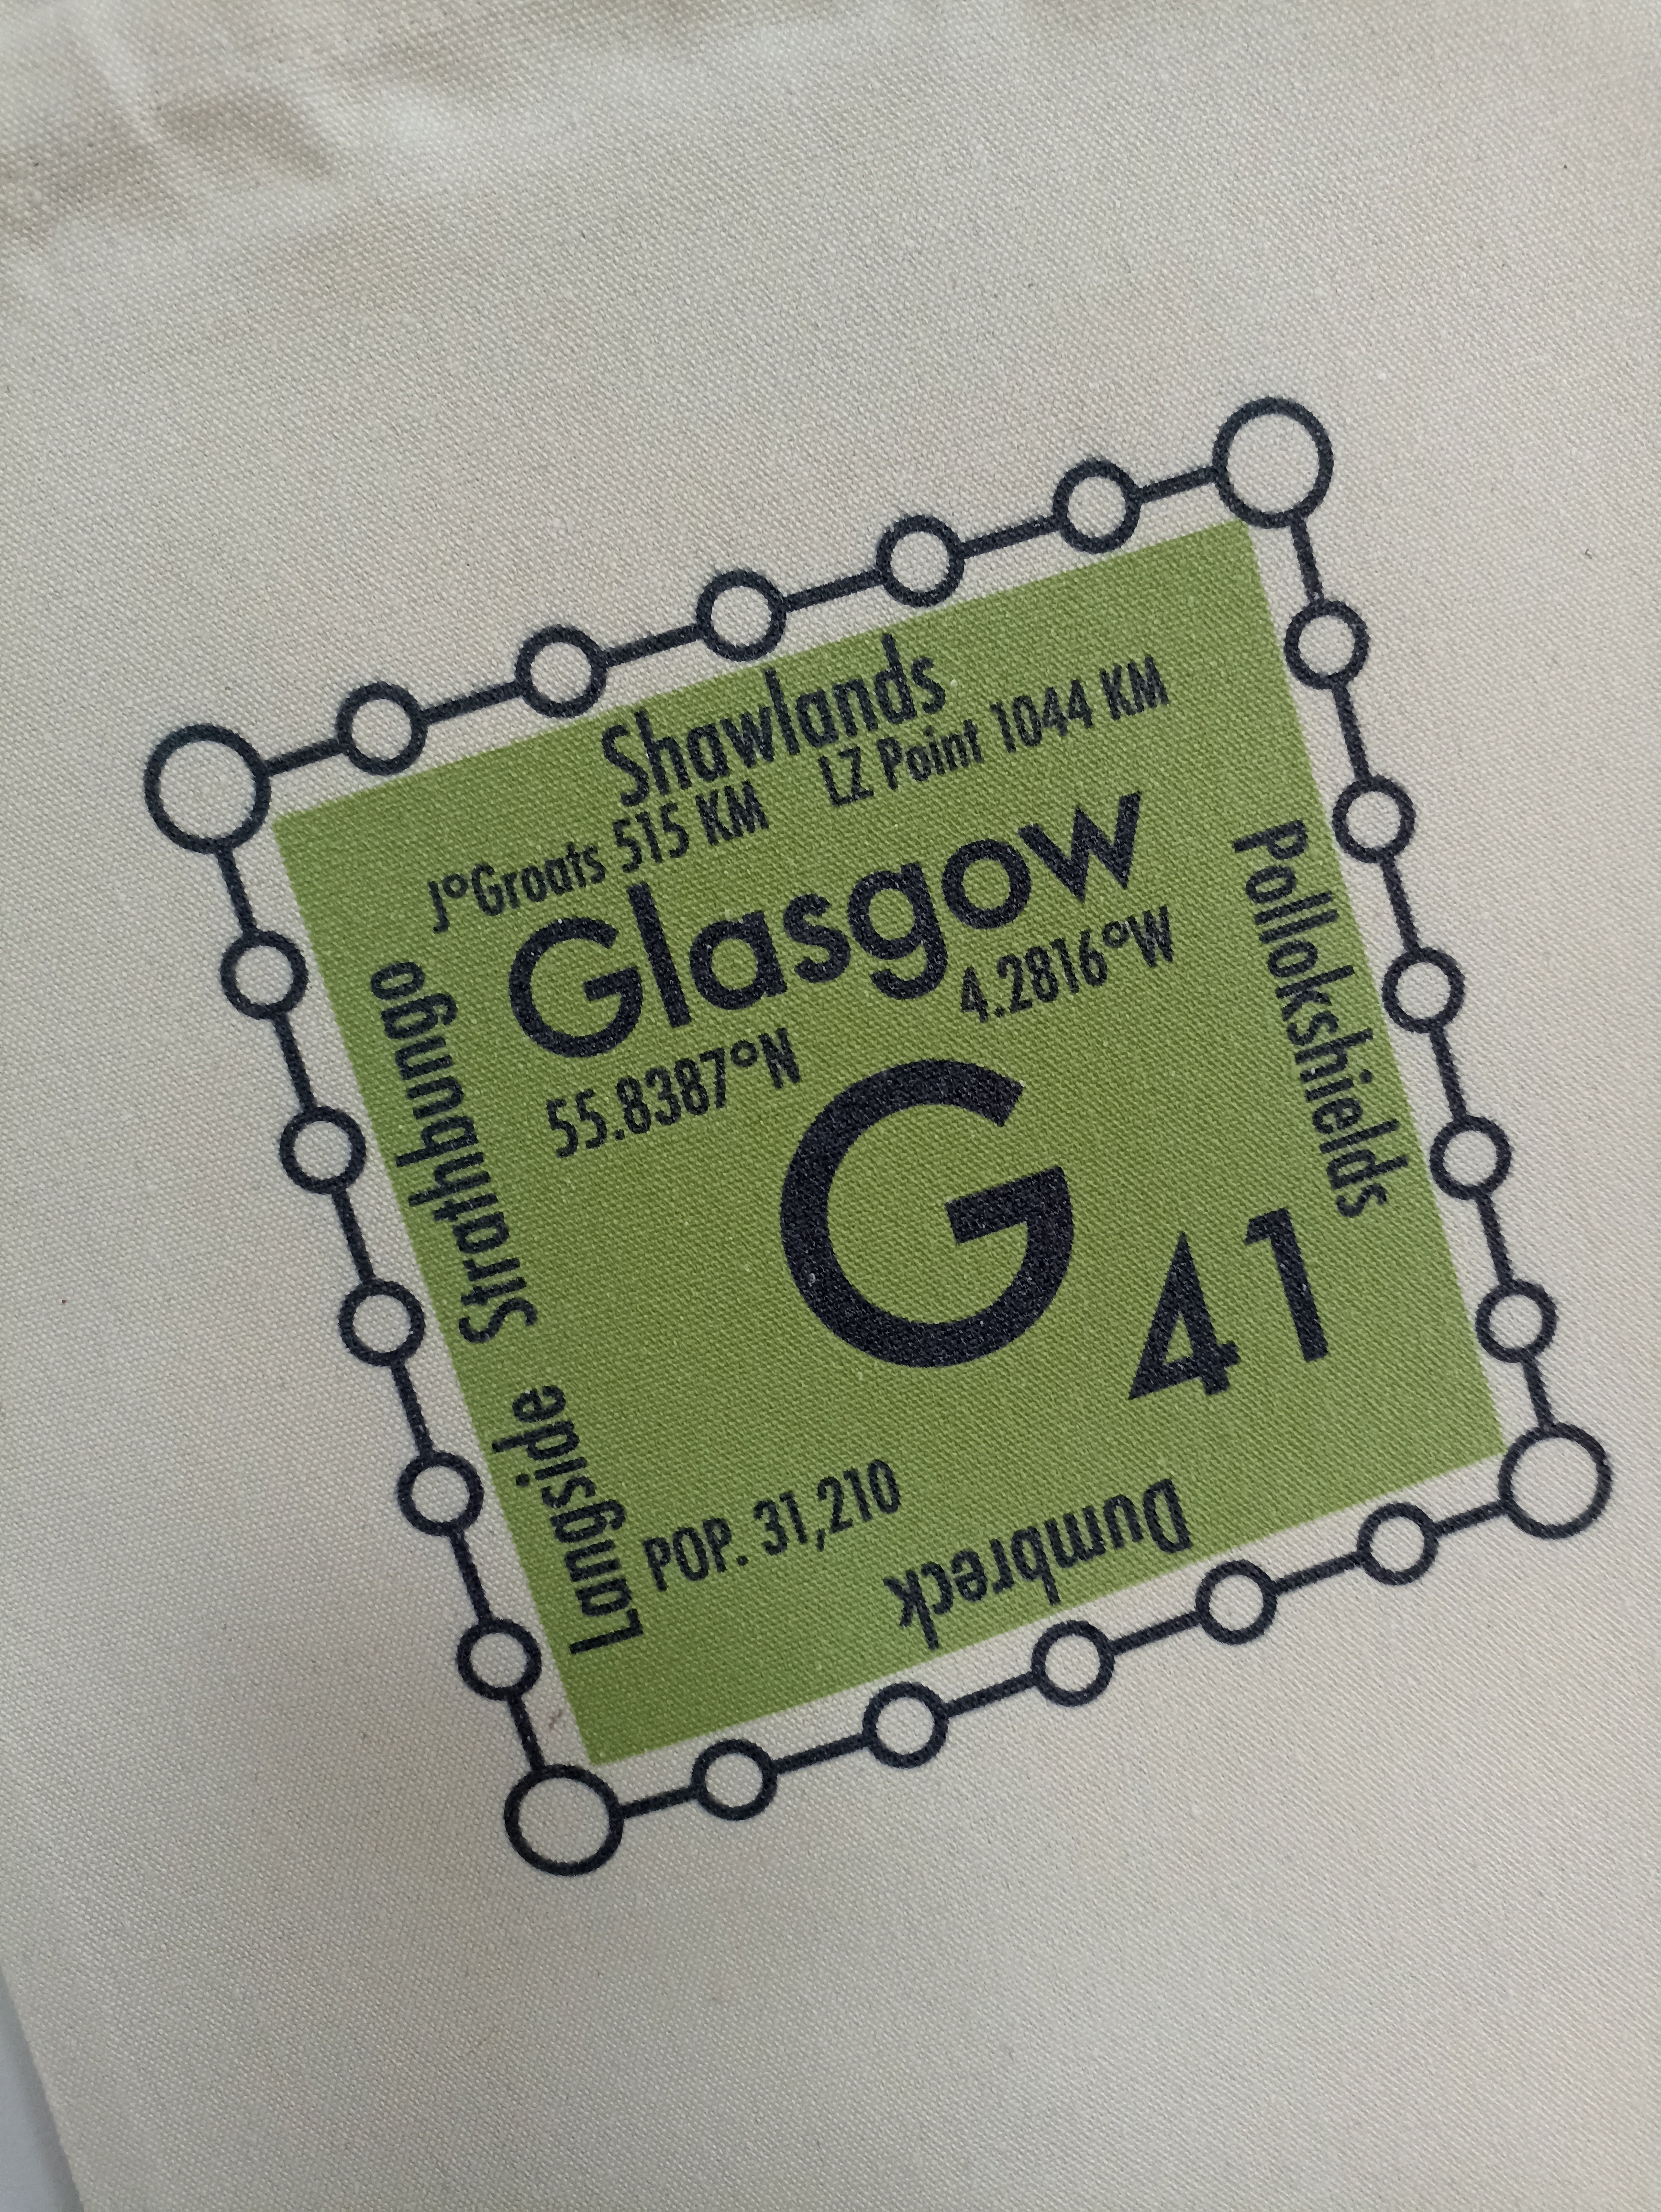 Shawlands
J°Groats 515 KM LZ Point 1044 KM
Glasgow
55.8387°N 4.2816°W
G
41
POP. 31,210
Pollokshields
Dumbreck
Langside Strathbungo